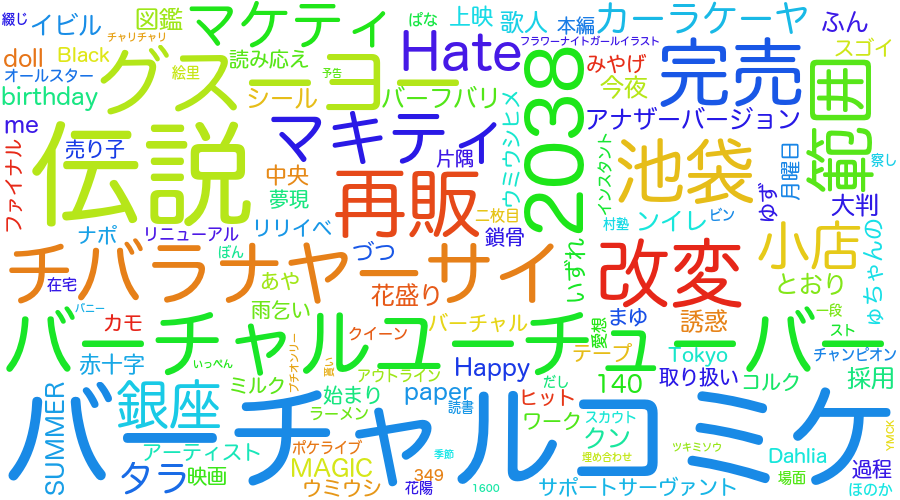 綴じ
イビル
図鑑
マケティ
ぱな
上映
歌人
本編
カーラケーヤ
ふん
チャリチャリ
doll
Black
グスーヨー
読み応え
Hate
フラワーナイトガールイラスト
みやげ
完売
スゴイ
オールスター
絵里
予告
birthday
シール
バーフバリ
2038
今夜
範囲
me
売り子
伝説
マキティ
ウミウシヒメ
アナザーバージョン
ファイナル
中央
夢現
再販
片隅
インスタント
池袋
月曜日
察し
ナポ
リニューアル
リリイベ
鎖骨
二枚目
村塾
ンイレ
ピン
ゆず
大判
ぽん
づつ
小店
ゅちゃんの
在宅
チバラナヤーサイ
いずれ
改変
とおり
あや
花盛り
バニー
雨乞い
カモ
バーチャルユーチューバー
クイーン
バーチャル
愛想
まゆ
誘惑
一段
スト
赤十字
いっぺん
プチオンリー
アウトライン
Happy
テープ
Tokyo
チャンピオン
SUMMER
銀座
ミルク
始まり
paper
だし
140
取り扱い
コルク
採用
ラーメン
読書
ヒット
ワーク
スカウト
バーチャルコミケ
アーティスト
ポケライブ
季節
クン
ツキミソウ
Dahlia
YMCK
タラ
映画
MAGIC
349
埋め合わせ
場面
過程
ウミウシ
花陽
1600
サポートサーヴァント
ほのか